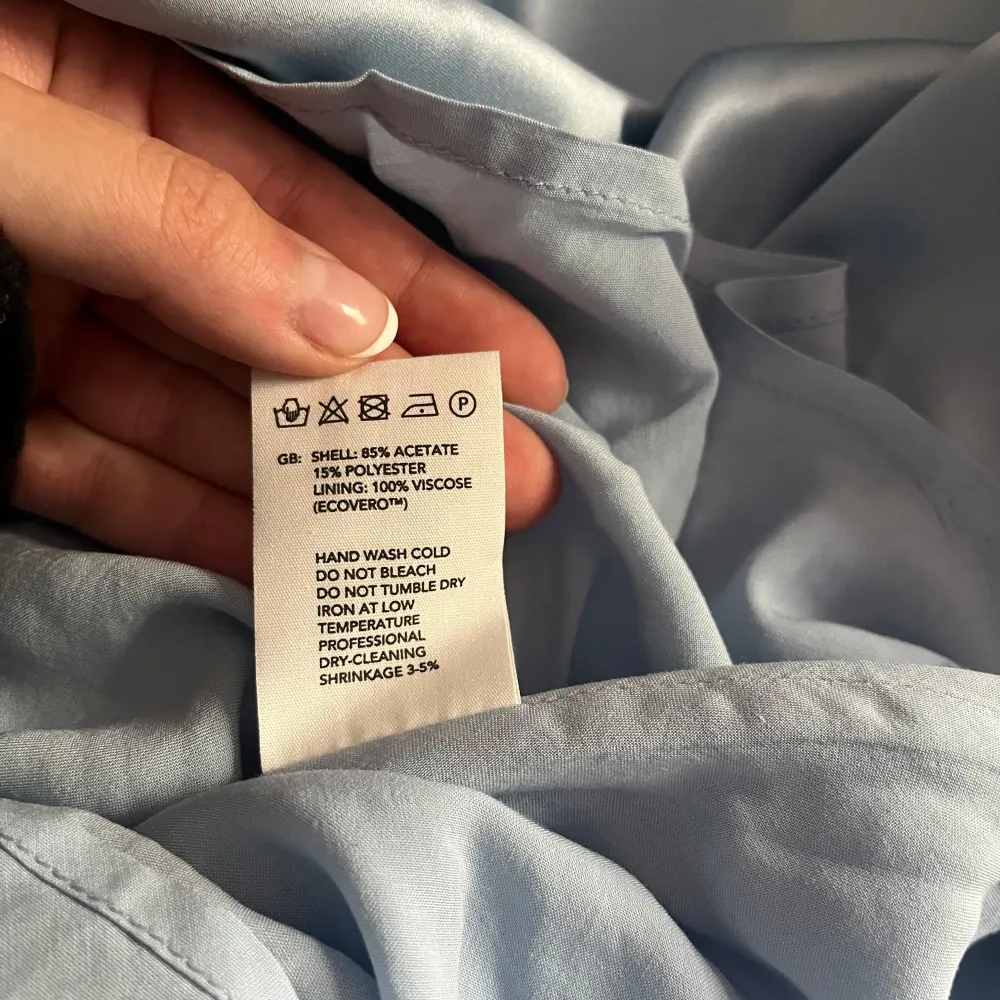 P
GB: SHELL: 85% ACETATE
15% POLYESTER
LINING: 100% VISCOSE
(ECOVERO™)
HAND WASH COLD
DO NOT BLEACH
DO NOT TUMBLE DRY
IRON AT LOW
TEMPERATURE
PROFESSIONAL
DRY-CLEANING
SHRINKAGE 3-5%